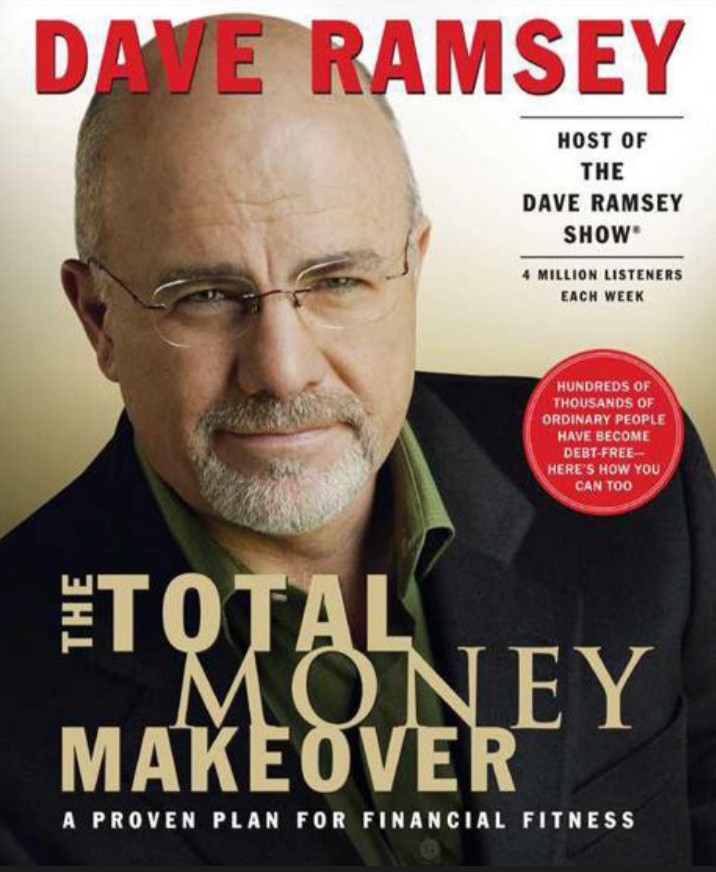 DAVE RAMSEY
HOST OF
THE
DAVE RAMSEY
SHOW®
4 MILLION LISTENERS
EACH WEEK
HUNDREDS OF
THOUSANDS OF
ORDINARY PEOPLE
HAVE BECOME
DEBT-FREE—
HERE'S HOW YOU
CAN TOO
THE TOTAL
MONEY
MAKEOVER
A PROVEN PLAN FOR FINANCIAL FITNESS